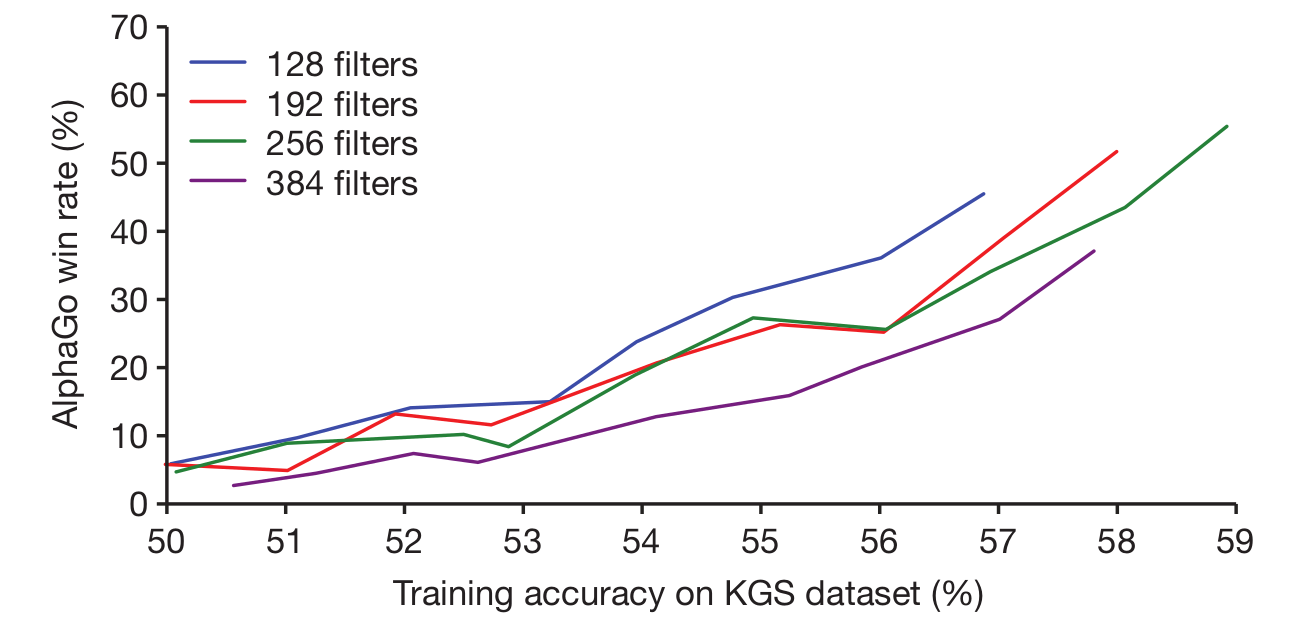 AlphaGo win rate (%)
70
60
50
40
30
20
10
0
128 filters
192 filters
256 filters
384 filters
50 51 52 53 54 55 56 57 58 59
Training accuracy on KGS dataset (%)